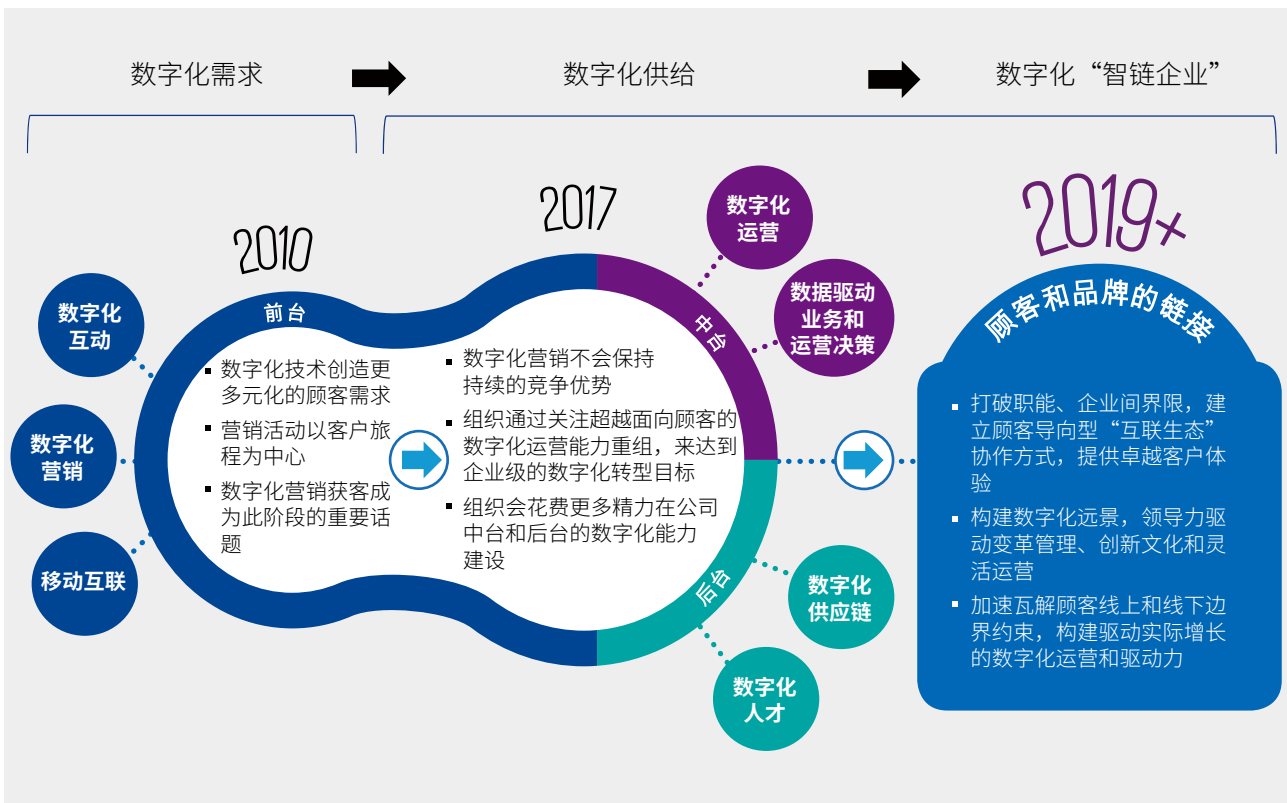 数字化需求
数字化供给
数字化“智链企业”
2010
2017
2019+
数字化
互动
数字化
营销
移动互联
前台
数字化技术创造更
多元化的顾客需求
营销活动以客户旅
程为中心
数字化营销获客成
为此阶段的重要话
题
数字化营销不会保持
持续的竞争优势
组织通过关注超越面向顾客的
数字化运营能力重组，来达到
企业级的数字化转型目标
组织会花费更多精力在公司
中台和后台的数字化能力
建设
中台
后台
数字化
运营
数据驱动
业务和
运营决策
数字化
供应链
数字化
人才
顾客和品牌的链接
打破职能、企业间界限，建
立顾客导向型“互联生态”
协作方式，提供卓越客户体
验
构建数字化远景，领导力驱
动变革管理、创新文化和灵
活运营
加速瓦解顾客线上和线下边
界约束，构建驱动实际增长
的数字化运营和驱动力